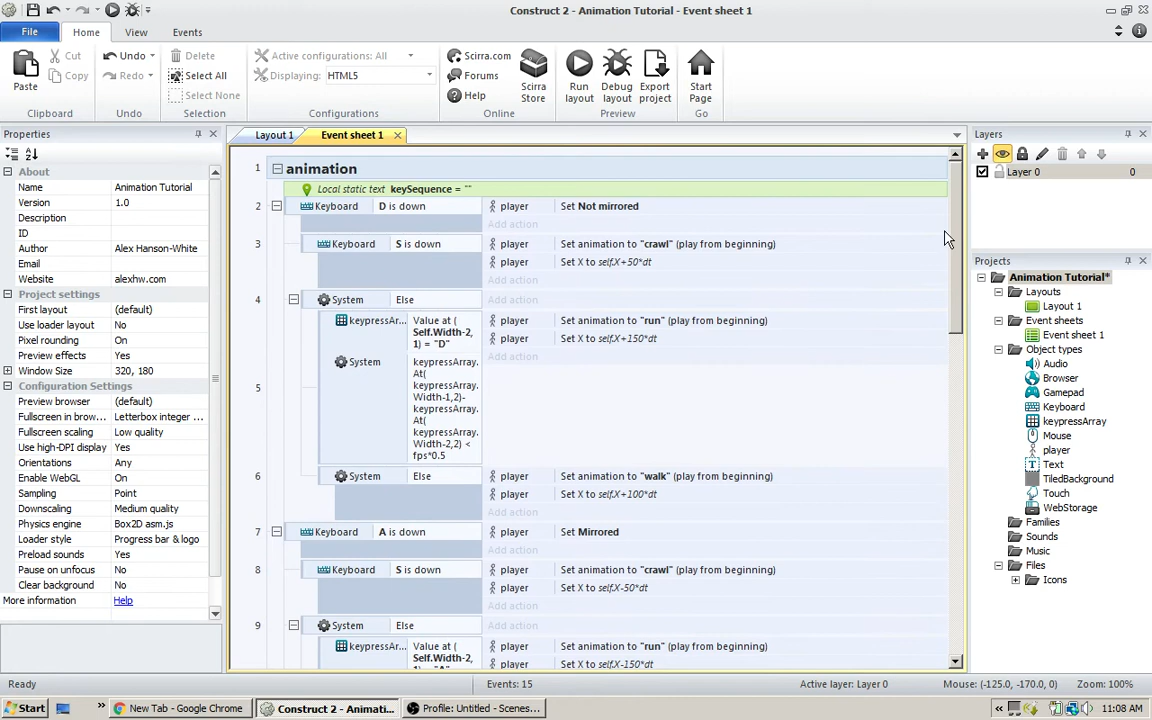 Construct 2 - Animation Tutorial - Event sheet 1
File Home View Events
Paste
Cut
Copy
Clipboard
Undo
Redo
Undo
Delete
Select All
Select None
Selection
Active configurations: All
Displaying: HTML5
Configurations
Scirra.com
Forums
Help
Scirra Store
Online
Run layout
Debug layout
Export project
Preview
Start Page
Go
Properties
About
Name Animation Tutorial
Version 1.0
Description
ID
Author Alex Hanson-White
Email
Website alexhw.com
Project settings
First layout (default)
Use loader layout No
Pixel rounding On
Preview effects Yes
Window Size 320, 180
Configuration Settings
Preview browser (default)
Fullscreen in brow... Letterbox integer ...
Fullscreen scaling Low quality
Use high-DPI display Yes
Orientations Any
Enable WebGL On
Sampling Point
Downscaling Medium quality
Physics engine Box2D asm.js
Loader style Progress bar & logo
Preload sounds Yes
Pause on unfocus No
Clear background No
More information Help
Layout 1 Event sheet 1
1 animation
Local static text keySequence = ""
2 Keyboard D is down player Set Not mirrored
Add action
3 Keyboard S is down player Set animation to "crawl" (play from beginning)
player Set X to self.X+50*dt
Add action
4 System Else Add action
keypressAr... Value at ( player Set animation to "run" (play from beginning)
Self.Width-2,
1) = "D" player Set X to self.X+150*dt
Add action
System keypressArray.
At(
5 keypressArray.
Width-1,2)-
keypressArray.
At(
keypressArray.
Width-2,2) <
fps*0.5
6 System Else player Set animation to "walk" (play from beginning)
player Set X to self.X+100*dt
Add action
7 Keyboard A is down player Set Mirrored
Add action
8 Keyboard S is down player Set animation to "crawl" (play from beginning)
player Set X to self.X-50*dt
Add action
9 System Else Add action
keypressAr... Value at ( player Set animation to "run" (play from beginning)
Self.Width-2, player Set X to self.X-150*dt
Layers
Layer 0 0
Projects
Animation Tutorial*
Layouts
Layout 1
Event sheets
Event sheet 1
Object types
Audio
Browser
Gamepad
Keyboard
keypressArray
Mouse
player
Text
TiledBackground
Touch
WebStorage
Families
Sounds
Music
Files
Icons
Ready Events: 15 Active layer: Layer 0 Mouse: (-125.0, -170.0, 0) Zoom: 100%
Start » New Tab - Google Chrome Construct 2 - Animati... Profile: Untitled - Scenes... « 11:08 AM